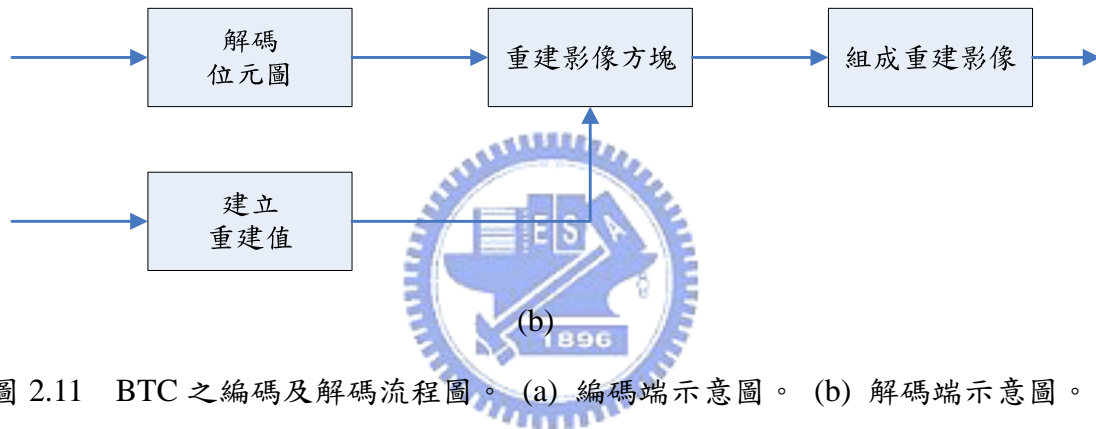 解碼
位元圖
重建影像方塊
組成重建影像
建立
重建值
E S A
1896
(b)
圖 2.11 BTC 之編碼及解碼流程圖。 (a) 編碼端示意圖。 (b) 解碼端示意圖。